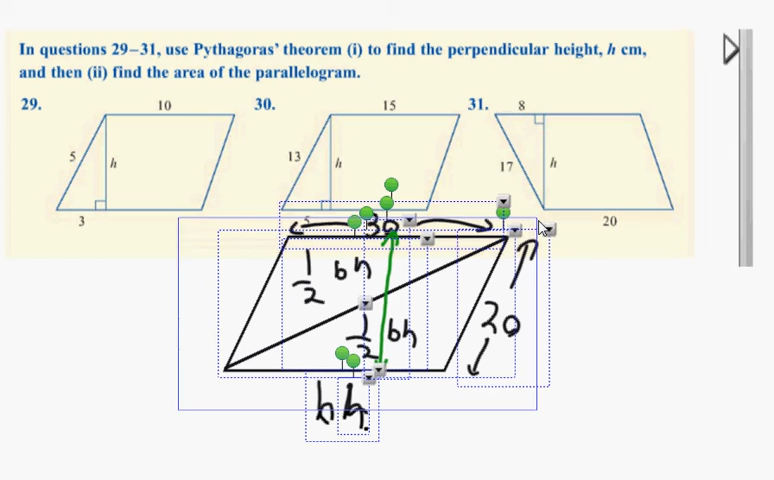 In questions 29–31, use Pythagoras’ theorem (i) to find the perpendicular height, h cm,
and then (ii) find the area of the parallelogram.
29. 10 30. 15 31. 8
5 h 13 h 17 h
3 5 20
30
1/2 bh
1/2 bh
20
bh.